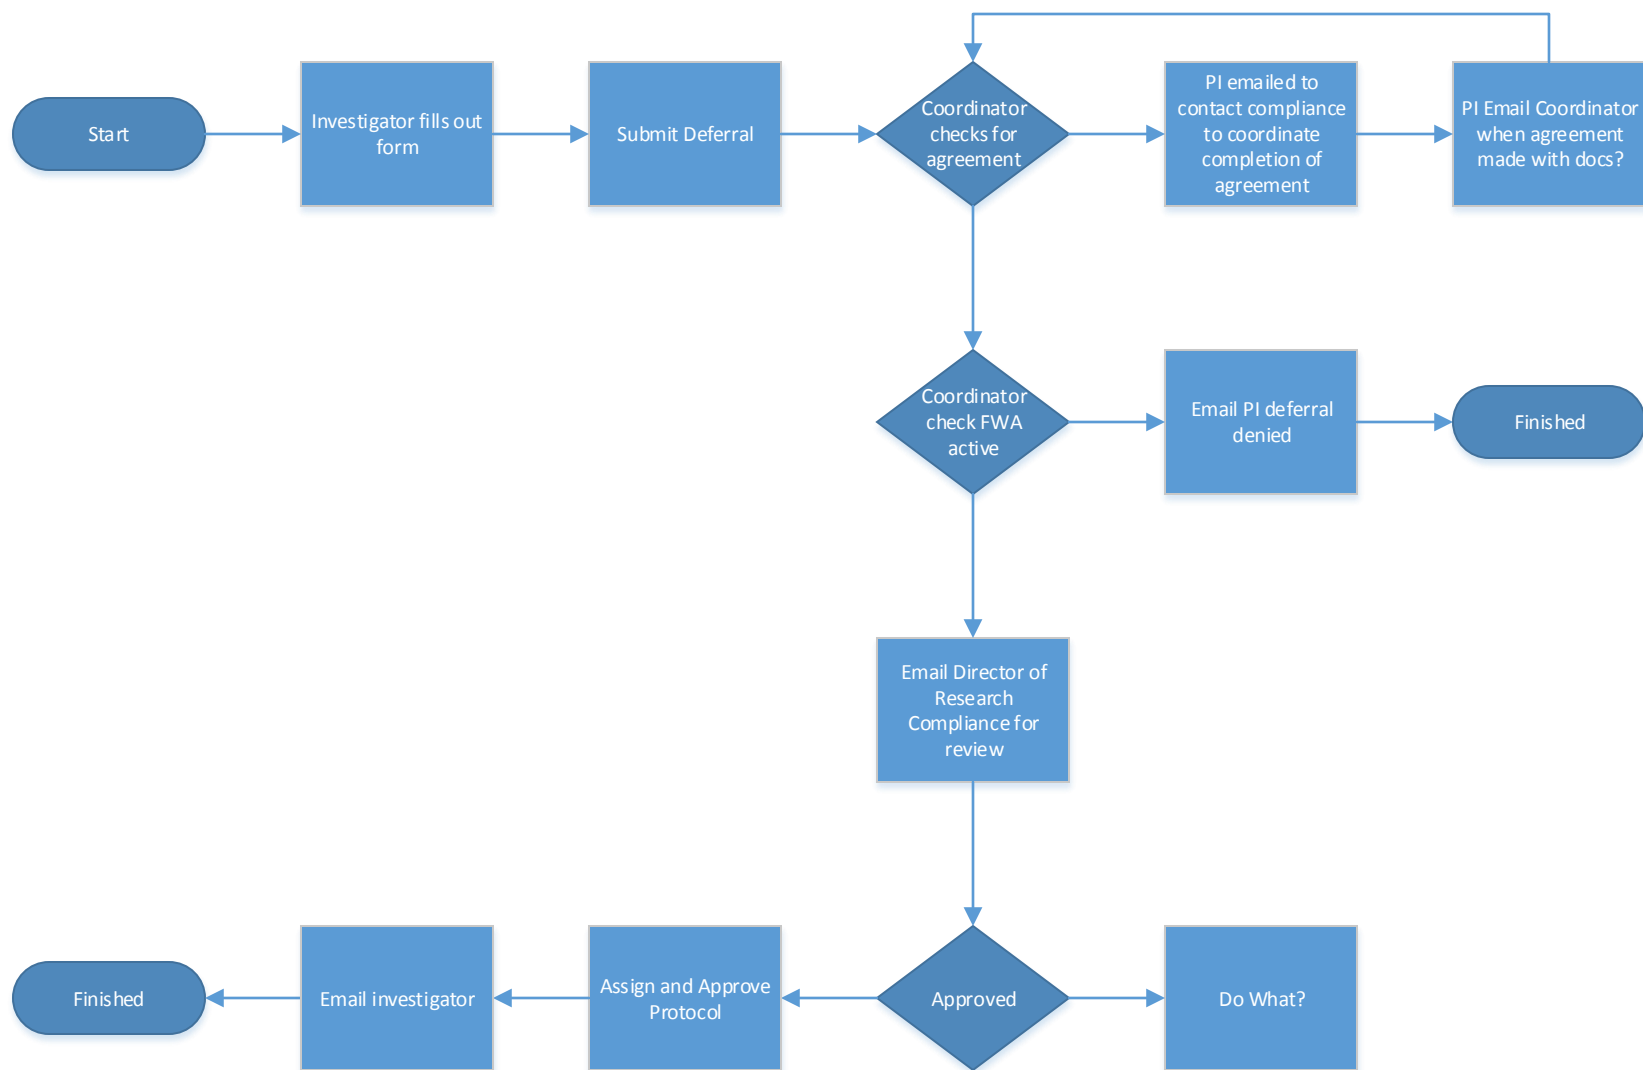 Start
Investigator fills out
form
Submit Deferral
Coordinator
checks for
agreement
PI emailed to
contact compliance
to coordinate
completion of
agreement
PI Email Coordinator
when agreement
made with docs?
Coordinator
check FWA
active
Email PI deferral
denied
Finished
Email Director of
Research
Compliance for
review
Finished
Email investigator
Assign and Approve
Protocol
Approved
Do What?